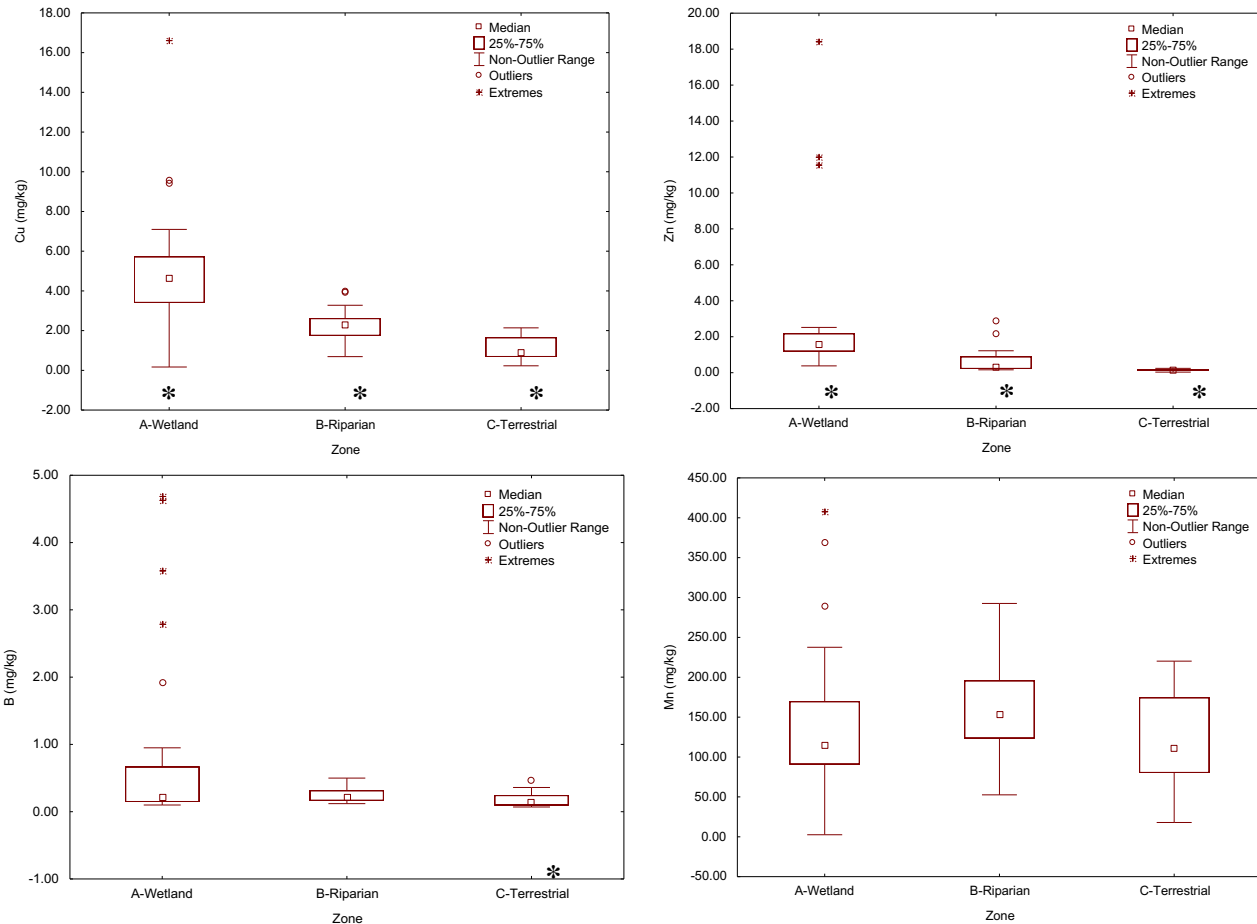 18.00
16.00
14.00
12.00
10.00
8.00
6.00
4.00
2.00
0.00
-2.00
Cu (mg/kg)
Median
25%-75%
Non-Outlier Range
Outliers
Extremes
* * *
A-Wetland B-Riparian C-Terrestrial
Zone
20.00
18.00
16.00
14.00
12.00
10.00
8.00
6.00
4.00
2.00
0.00
-2.00
Zn (mg/kg)
Median
25%-75%
Non-Outlier Range
Outliers
Extremes
* * *
A-Wetland B-Riparian C-Terrestrial
Zone
5.00
4.00
3.00
2.00
1.00
0.00
-1.00
B (mg/kg)
Median
25%-75%
Non-Outlier Range
Outliers
Extremes
*
A-Wetland B-Riparian C-Terrestrial
Zone
450.00
400.00
350.00
300.00
250.00
200.00
150.00
100.00
50.00
0.00
-50.00
Mn (mg/kg)
Median
25%-75%
Non-Outlier Range
Outliers
Extremes
A-Wetland B-Riparian C-Terrestrial
Zone